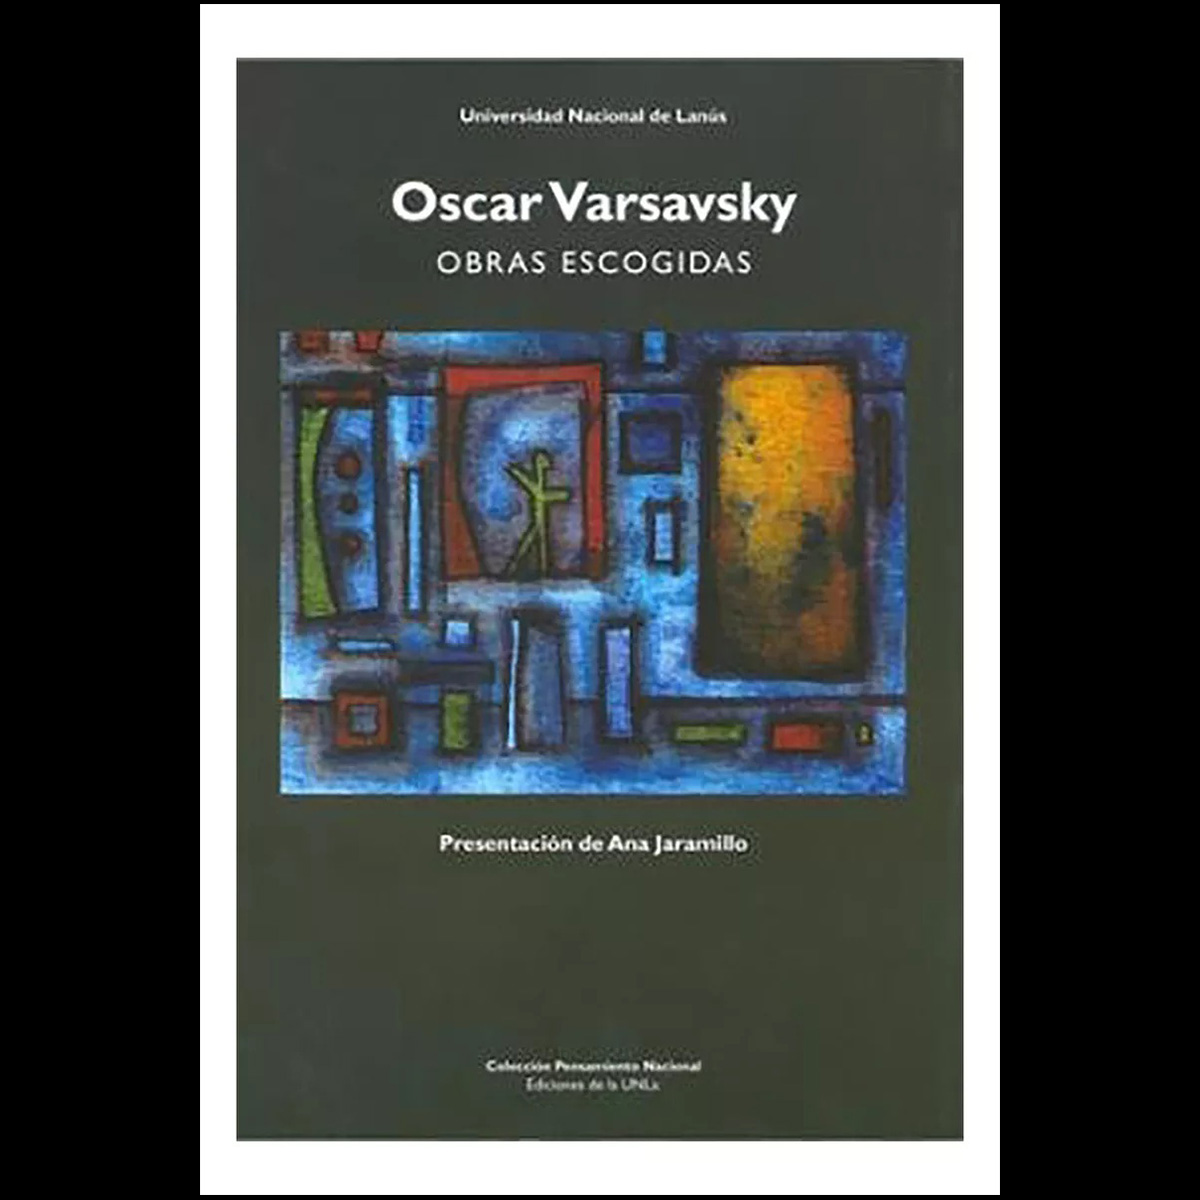 Universidad Nacional de Lanús
Oscar Varsavsky
OBRAS ESCOGIDAS
Presentación de Ana Jaramillo
Colección Pensamiento Nacional
Ediciones de la UNLa